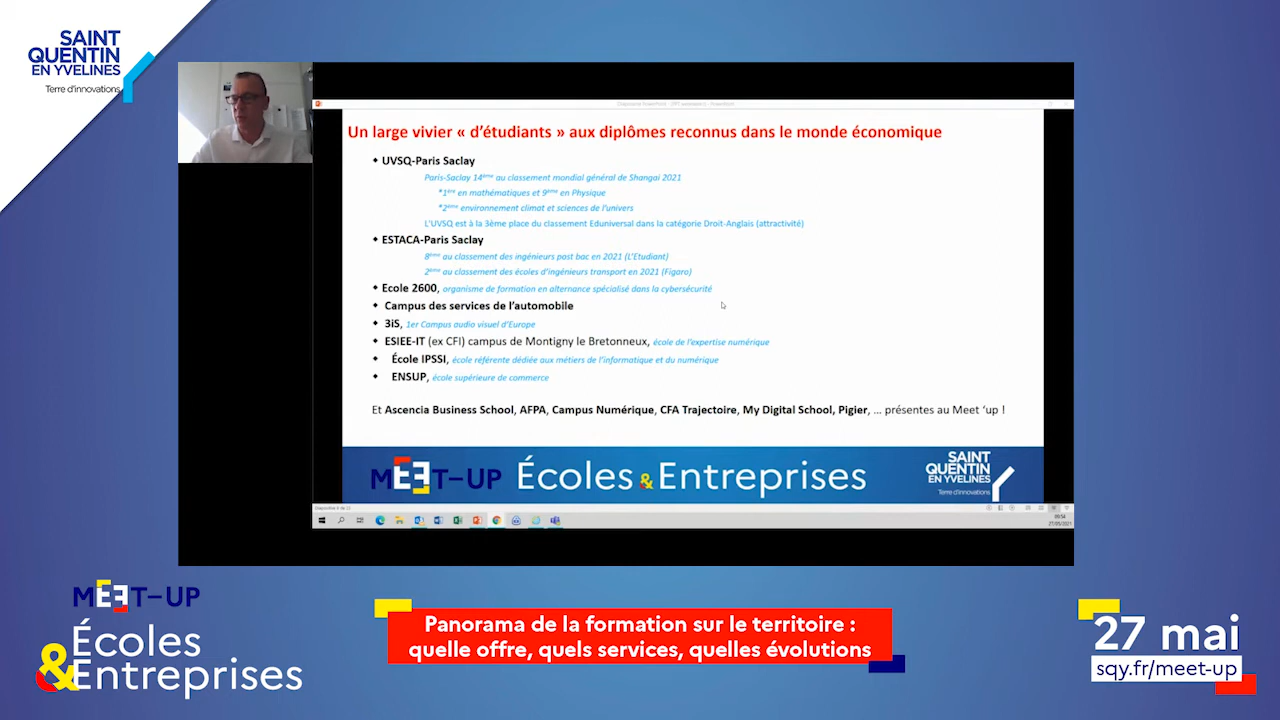 SAINT
QUENTIN
EN YVELINES
Terre d'innovations
Un large vivier « d'étudiants » aux diplômes reconnus dans le monde économique
UVSQ-Paris Saclay
Paris-Saclay 14ème au classement mondial général de Shangai 2021
*1ère en mathématiques et 9ème en Physique
*2ème environnement climat et sciences de l'univers
L'UVSQ est à la 3ème place du classement Eduniversal dans la catégorie Droit-Anglais (attractivité)
ESTACA-Paris Saclay
8ème au classement des ingénieurs post bac en 2021 (L'Etudiant)
2ème au classement des écoles d'ingénieurs transport en 2021 (Figaro)
Ecole 2600, organisme de formation en alternance spécialisé dans la cybersécurité
Campus des services de l'automobile
3iS, 1er Campus audio visuel d'Europe
ESIEE-IT (ex CFI) campus de Montigny le Bretonneux, école de l'expertise numérique
École IPSSI, école référente dédiée aux métiers de l'informatique et du numérique
ENSUP, école supérieure de commerce
Et Ascencia Business School, AFPA, Campus Numérique, CFA Trajectoire, My Digital School, Pigier, ... présentes au Meet 'up !
MEET-UP Écoles & Entreprises
SAINT
QUENTIN
EN YVELINES
Terre d'innovations
27/05/2021
MEET-UP
Écoles
& Entreprises
Panorama de la formation sur le territoire :
quelle offre, quels services, quelles évolutions
27 mai
sqy.fr/meet-up